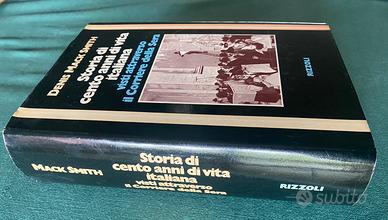 DENIS MACK SMITH
Storia di
cento anni di vita
italiana
visti attraverso
il Corriere della Sera
RIZZOLI
MACK SMITH
Storia di
cento anni di vita
italiana
visti attraverso
il Corriere della Sera
RIZZOLI
subito